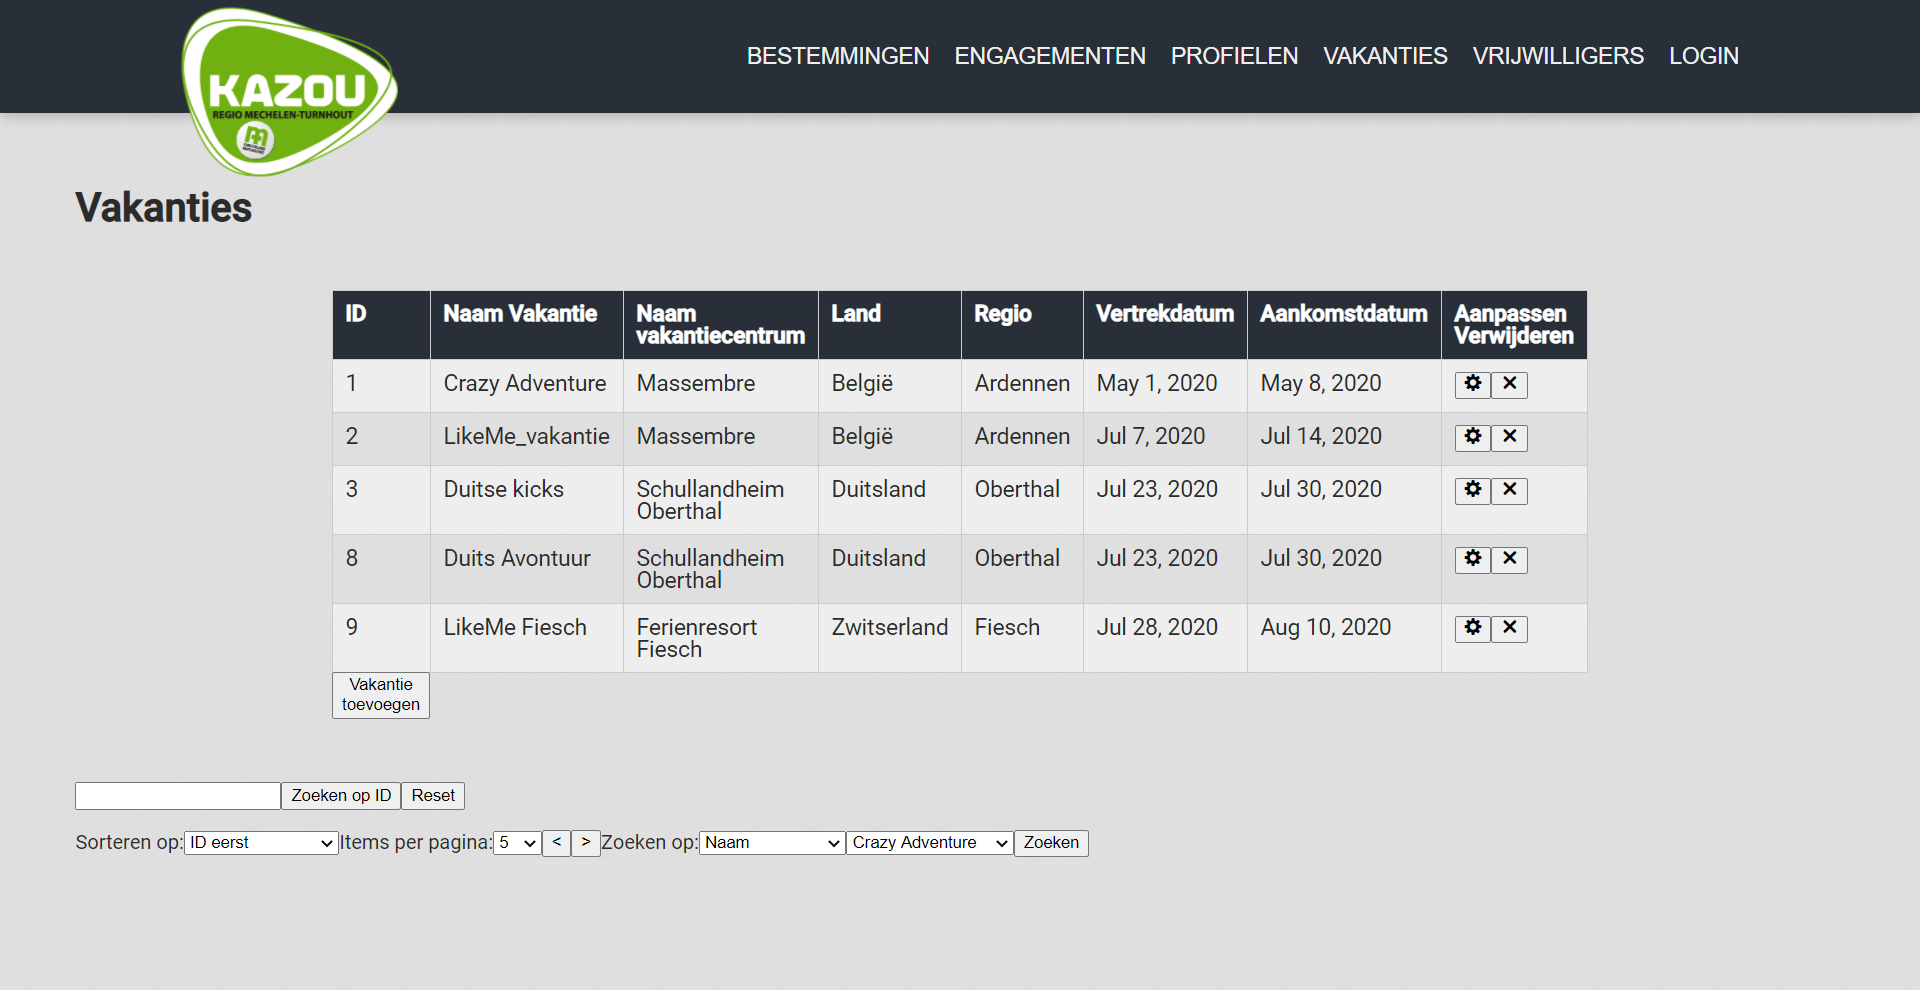 KAZOU
REGIO MECHELEN-TURNHOUT
BESTEMMINGEN ENGAGEMENTEN PROFIELEN VAKANTIES VRIJWILLIGERS LOGIN
Vakanties
ID Naam Vakantie Naam vakantiecentrum Land Regio Vertrekdatum Aankomstdatum Aanpassen Verwijderen
1 Crazy Adventure Massembre België Ardennen May 1, 2020 May 8, 2020
2 LikeMe_vakantie Massembre België Ardennen Jul 7, 2020 Jul 14, 2020
3 Duitse kicks Schullandheim Oberthal Duitsland Oberthal Jul 23, 2020 Jul 30, 2020
8 Duits Avontuur Schullandheim Oberthal Duitsland Oberthal Jul 23, 2020 Jul 30, 2020
9 LikeMe Fiesch Ferienresort Fiesch Zwitserland Fiesch Jul 28, 2020 Aug 10, 2020
Vakantie
toevoegen
Zoeken op ID Reset
Sorteren op: ID eerst Items per pagina: 5 < > Zoeken op: Naam Crazy Adventure Zoeken